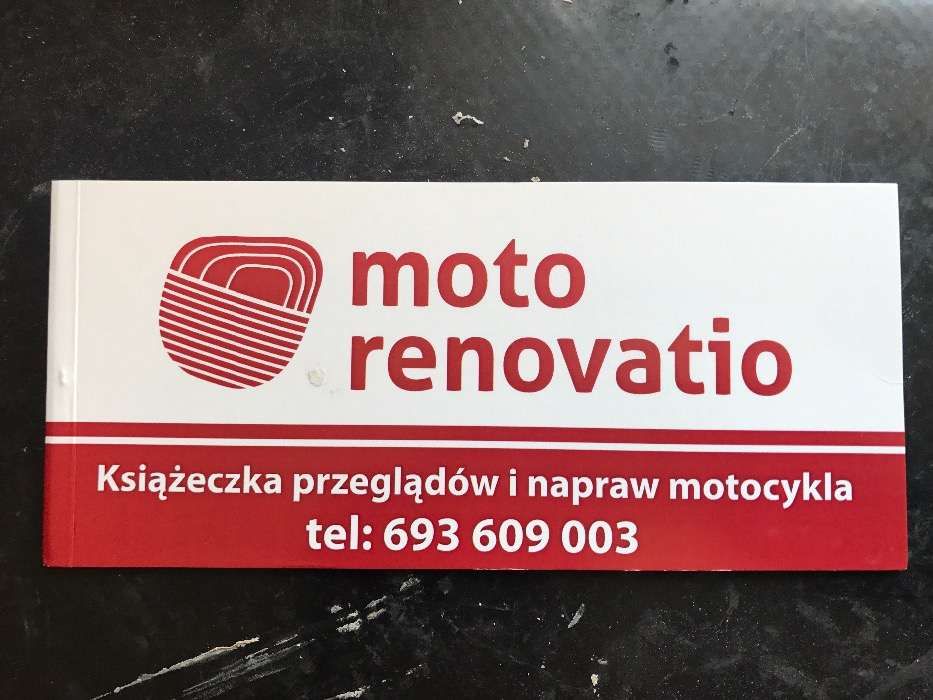 moto
renovatio
Książeczka przeglądów i napraw motocykla
tel: 693 609 003